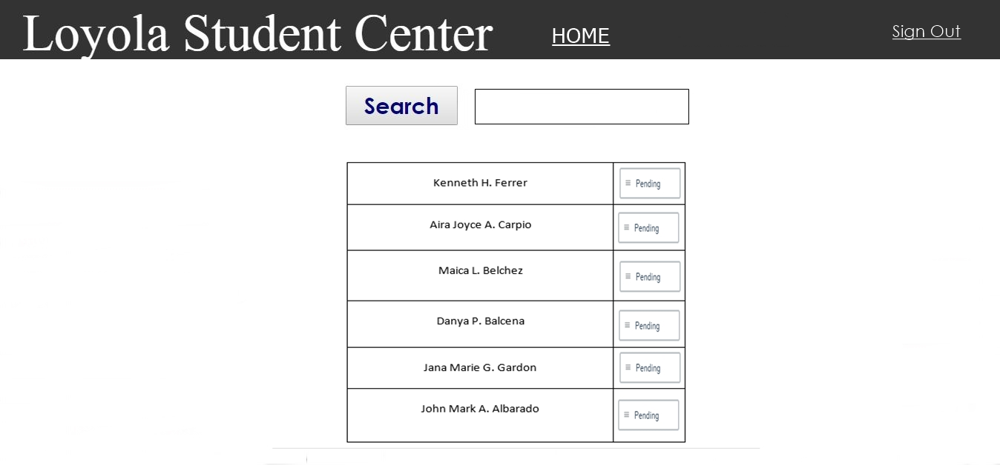 Loyola Student Center HOME Sign Out
Search
Kenneth H. Ferrer Pending
Aira Joyce A. Carpio Pending
Maica L. Belchez Pending
Danya P. Balcena Pending
Jana Marie G. Gardon Pending
John Mark A. Albarado Pending